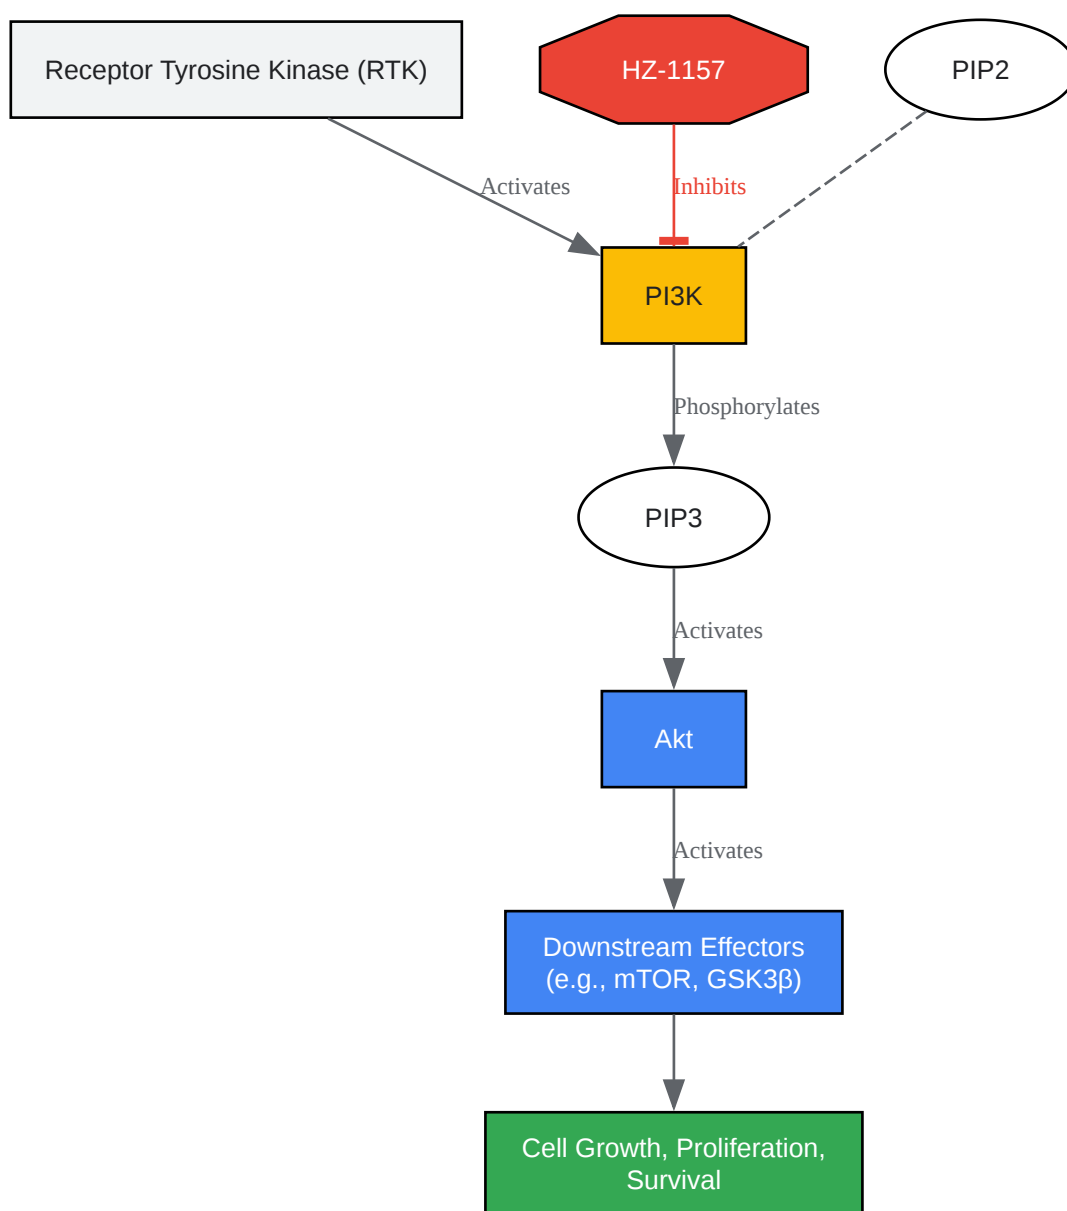 Receptor Tyrosine Kinase (RTK)
HZ-1157
PIP2
Activates
Inhibits
PI3K
Phosphorylates
PIP3
Activates
Akt
Activates
Downstream Effectors
(e.g., mTOR, GSK3β)
Cell Growth, Proliferation,
Survival